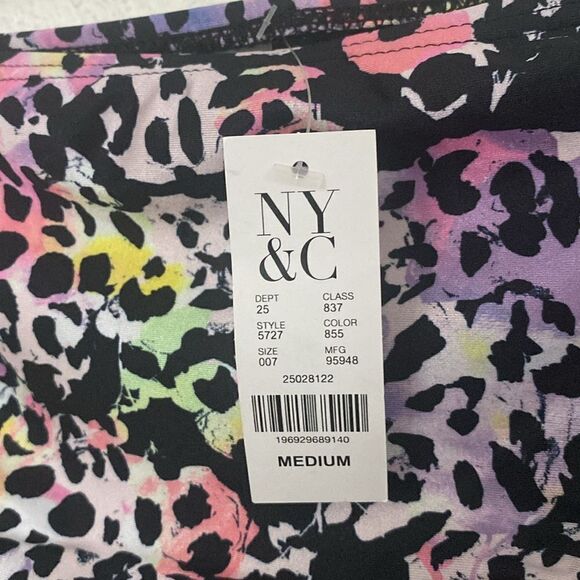 NY
&C
DEPT CLASS
25 837
STYLE COLOR
5727 855
SIZE MFG
007 95948
25028122
196929689140
MEDIUM